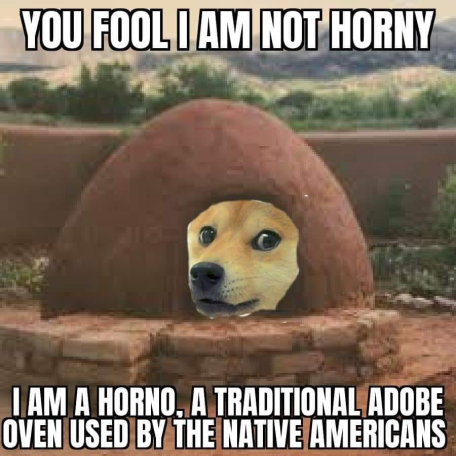 YOU FOOL I AM NOT HORNY
I AM A HORNO, A TRADITIONAL ADOBE
OVEN USED BY THE NATIVE AMERICANS